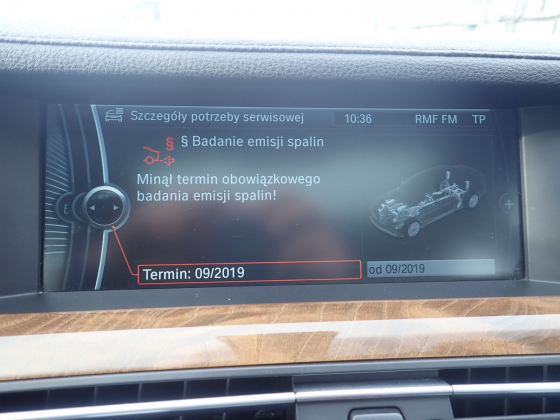 Szczegóły potrzeby serwisowej 10:36 RMF FM TP
§ § Badanie emisji spalin
Minął termin obowiązkowego
badania emisji spalin!
Termin: 09/2019 od 09/2019